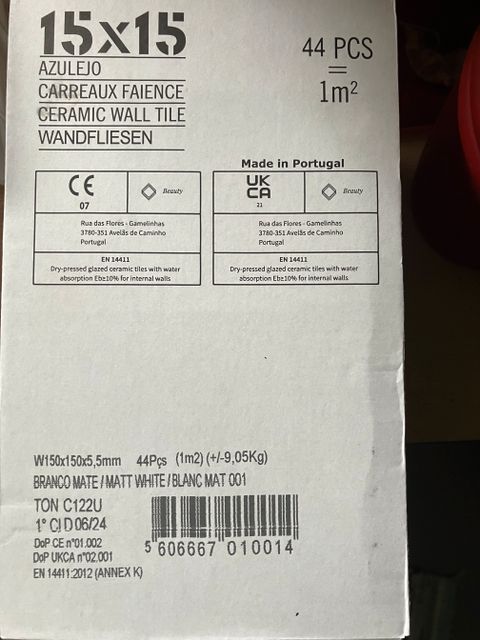 15x15
AZULEJO
CARREAUX FAIENCE
CERAMIC WALL TILE
WANDFLIESEN
44 PCS
=
1m²
Made in Portugal
CE
07
Beauty
Rua das Flores - Gamelinhas
3780-351 Avelãs de Caminho
Portugal
EN 14411
Dry-pressed glazed ceramic tiles with water
absorption Eb≥10% for internal walls
UK
CA
21
Beauty
Rua das Flores - Gamelinhas
3780-351 Avelãs de Caminho
Portugal
EN 14411
Dry-pressed glazed ceramic tiles with water
absorption Eb≥10% for internal walls
W150x150x5,5mm 44Pçs (1m2) (+/-9,05Kg)
BRANCO MATE / MATT WHITE / BLANC MAT 001
TON C122U
1ª CI D 06/24
DoP CE nº01.002
DoP UKCA nº02.001
EN 14411:2012 (ANNEX K)
5 606667 010014